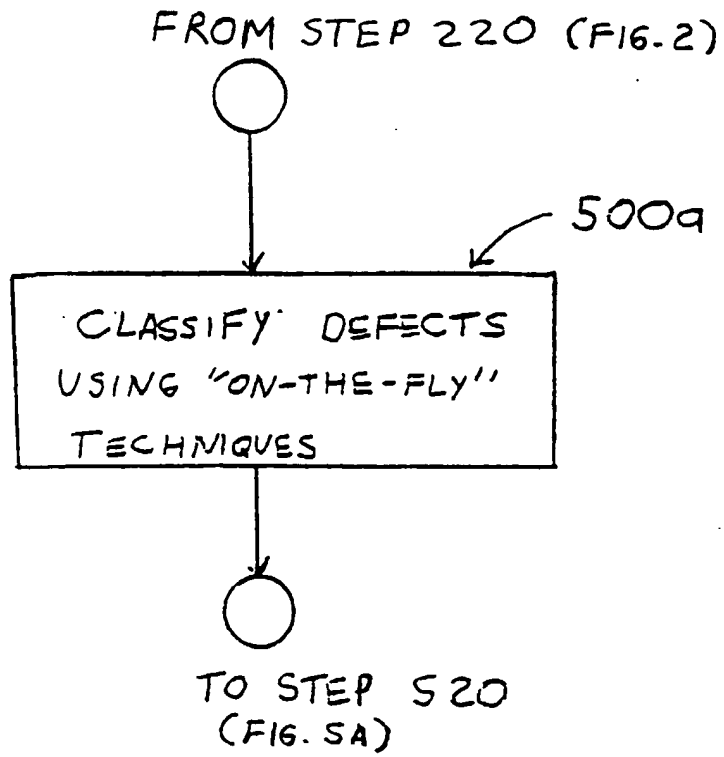 FROM STEP 220 (FIG. 2)
500a
CLASSIFY DEFECTS
USING "ON-THE-FLY"
TECHNIQUES
TO STEP 520
(FIG. 5A)